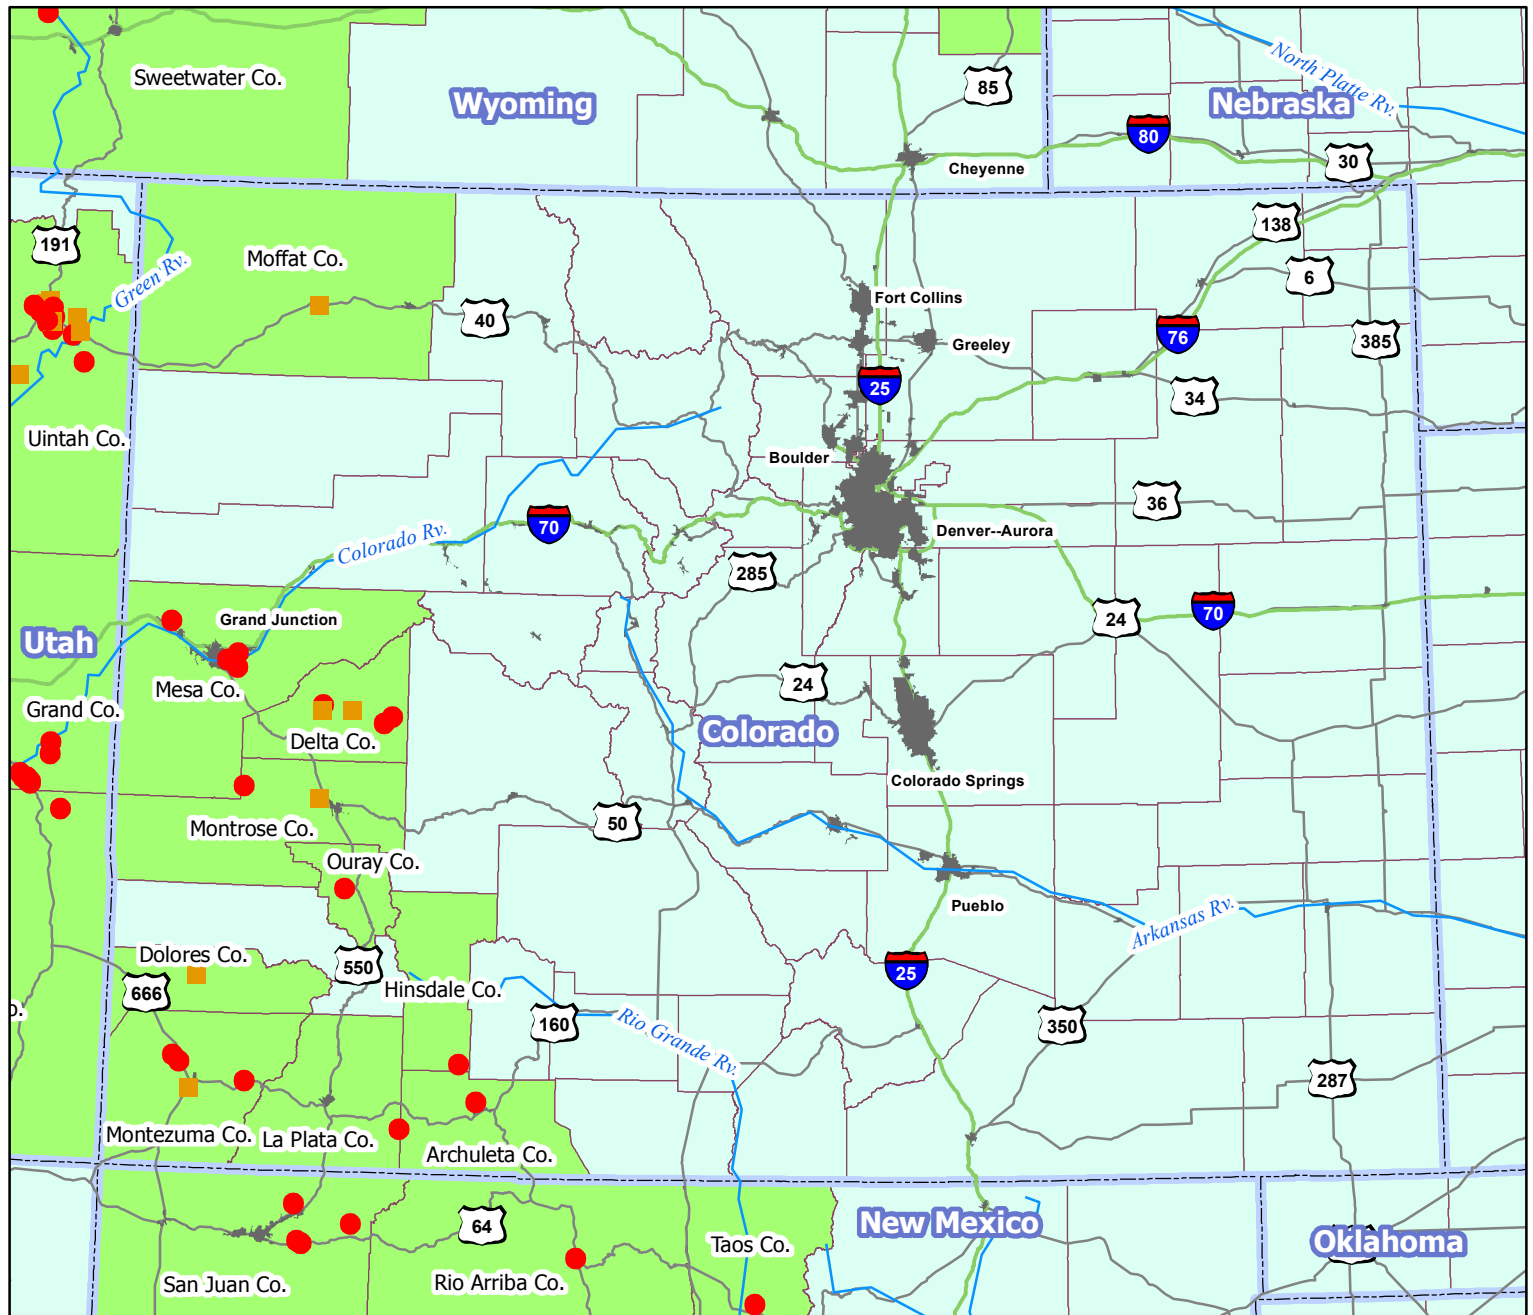 Sweetwater Co.
Wyoming
85
North Platte Rv.
Nebraska
80
30
Cheyenne
191
Green Rv.
Moffat Co.
138
6
40
Fort Collins
76
385
Greeley
25
34
Uintah Co.
Boulder
36
70
Colorado Rv.
Denver--Aurora
285
Grand Junction
24
70
Utah
Mesa Co.
24
Grand Co.
Delta Co.
Colorado
Colorado Springs
Montrose Co.
50
Ouray Co.
Pueblo
Arkansas Rv.
Dolores Co.
550
25
666
Hinsdale Co.
o.
160
Rio Grande Rv.
350
287
Montezuma Co.
La Plata Co.
Archuleta Co.
64
New Mexico
Taos Co.
Oklahoma
San Juan Co.
Rio Arriba Co.